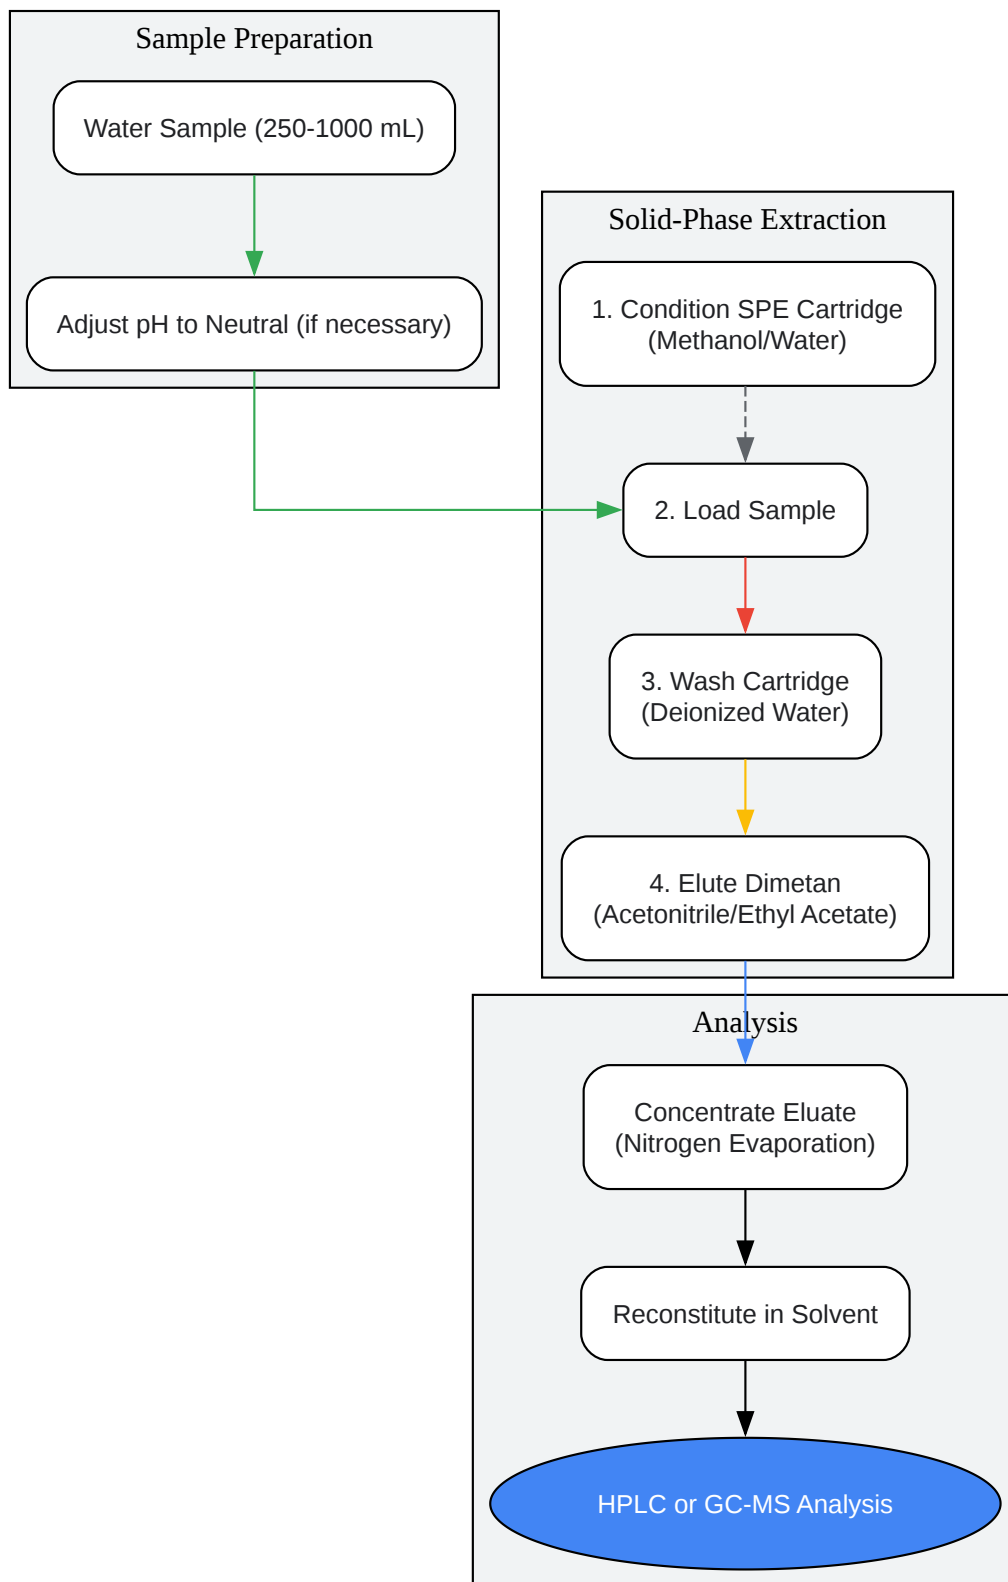 Sample Preparation
Water Sample (250-1000 mL)
Adjust pH to Neutral (if necessary)
Solid-Phase Extraction
1. Condition SPE Cartridge
(Methanol/Water)
2. Load Sample
3. Wash Cartridge
(Deionized Water)
4. Elute Dimetan
(Acetonitrile/Ethyl Acetate)
Analysis
Concentrate Eluate
(Nitrogen Evaporation)
Reconstitute in Solvent
HPLC or GC-MS Analysis